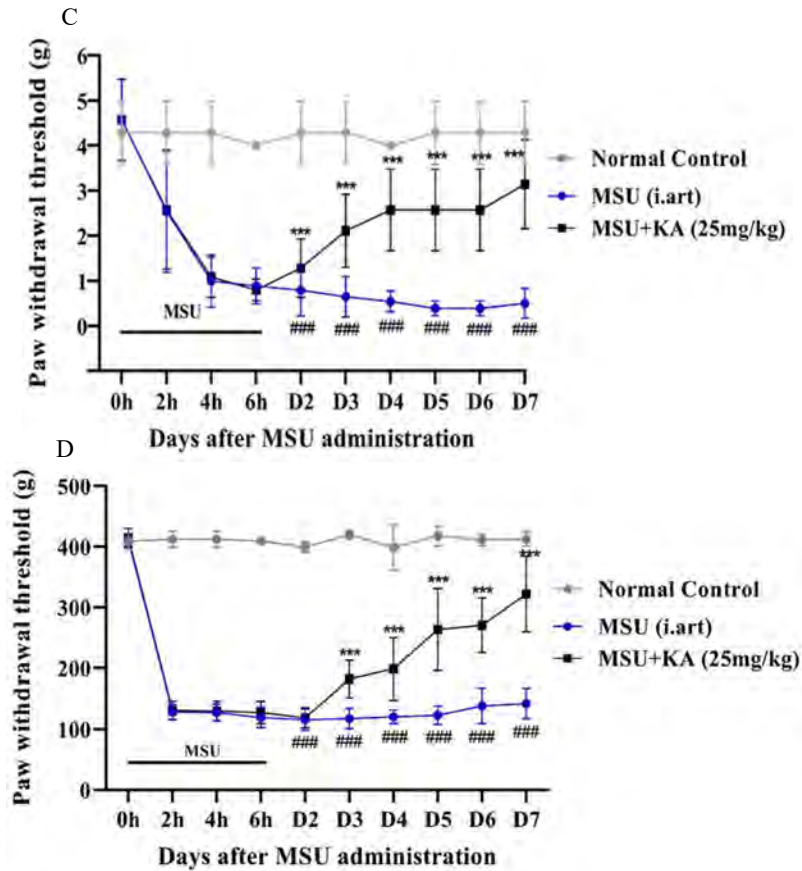 C
Paw withdrawal threshold (g)
6
5
4
3
2
1
0
*** *** *** *** *** ***
MSU
### ### ### ### ### ###
0h 2h 4h 6h D2 D3 D4 D5 D6 D7
Days after MSU administration
Normal Control
MSU (i.art)
MSU+KA (25mg/kg)
D
Paw withdrawal threshold (g)
500
400
300
200
100
0
*** *** *** *** ***
MSU
### ### ### ### ### ###
0h 2h 4h 6h D2 D3 D4 D5 D6 D7
Days after MSU administration
Normal Control
MSU (i.art)
MSU+KA (25mg/kg)